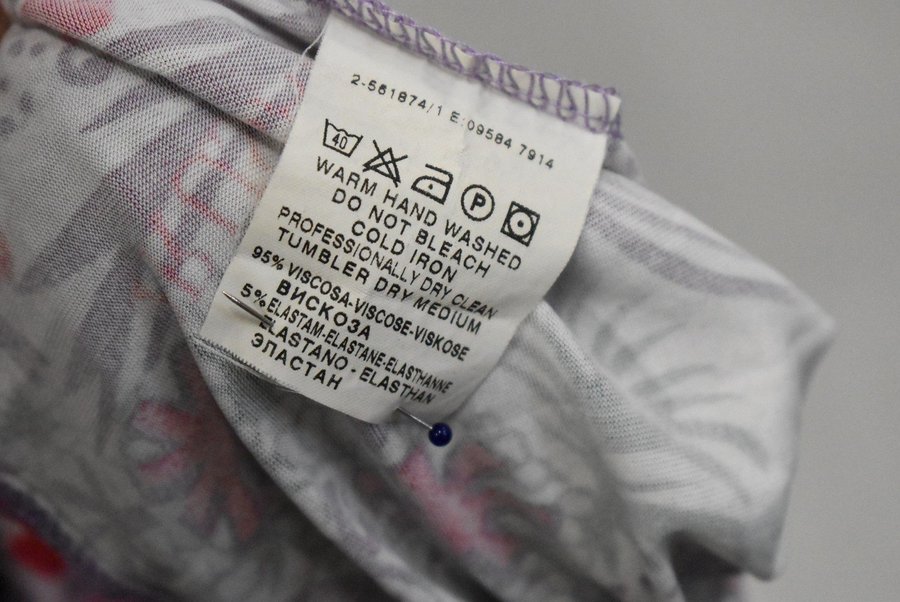 2-561874/1 E:09584 7914
40 P
WARM HAND WASHED
DO NOT BLEACH
COLD IRON
PROFESSIONALLY DRY CLEAN
TUMBLER DRY MEDIUM
95% VISCOSA-VISCOSE-VISKOSE
ВИСКОЗА
5% ELASTAM-ELASTANE-ELASTHANNE
ELASTANO - ELASTHAN
ЭЛАСТАН